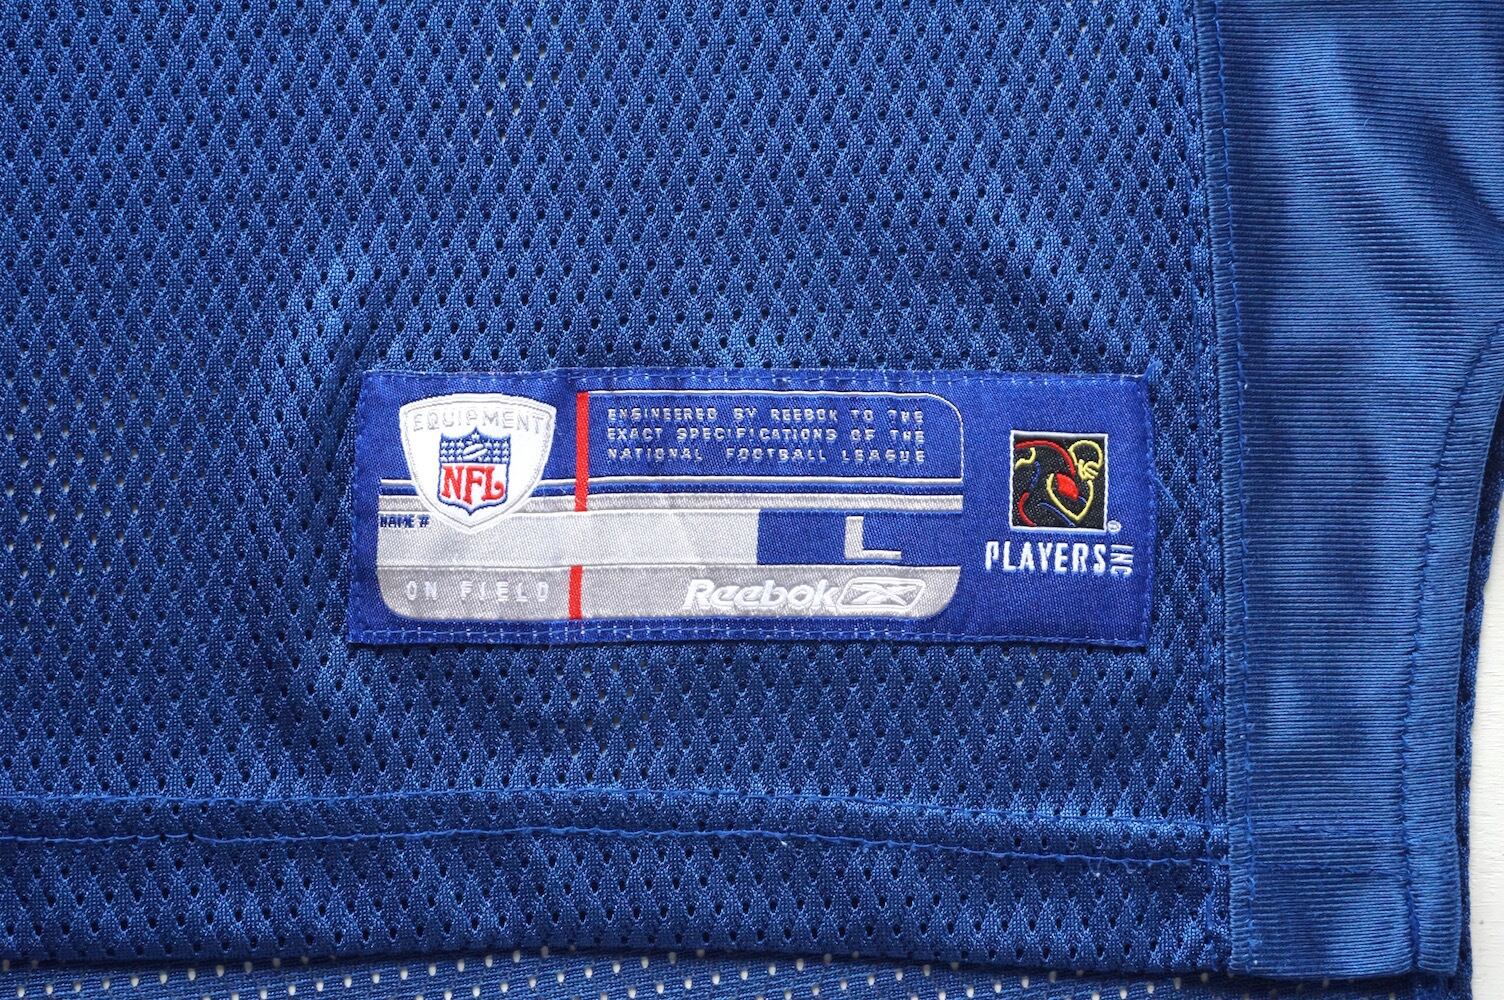 EQUIPMENT
NFL
ENGINEERED BY REEBOK TO THE
EXACT SPECIFICATIONS OF THE
NATIONAL FOOTBALL LEAGUE
NAME #
L
ON FIELD
Reebok
PLAYERS INC